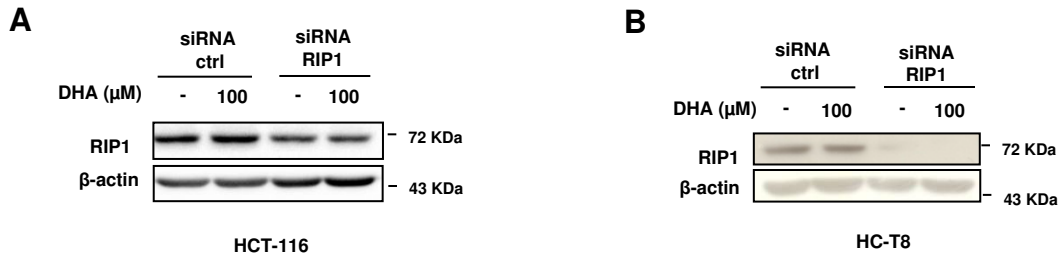 A
siRNA ctrl
siRNA RIP1
DHA (µM) - 100 - 100
RIP1
72 KDa
β-actin
43 KDa
HCT-116
B
siRNA ctrl
siRNA RIP1
DHA (µM) - 100 - 100
RIP1
72 KDa
β-actin
43 KDa
HC-T8